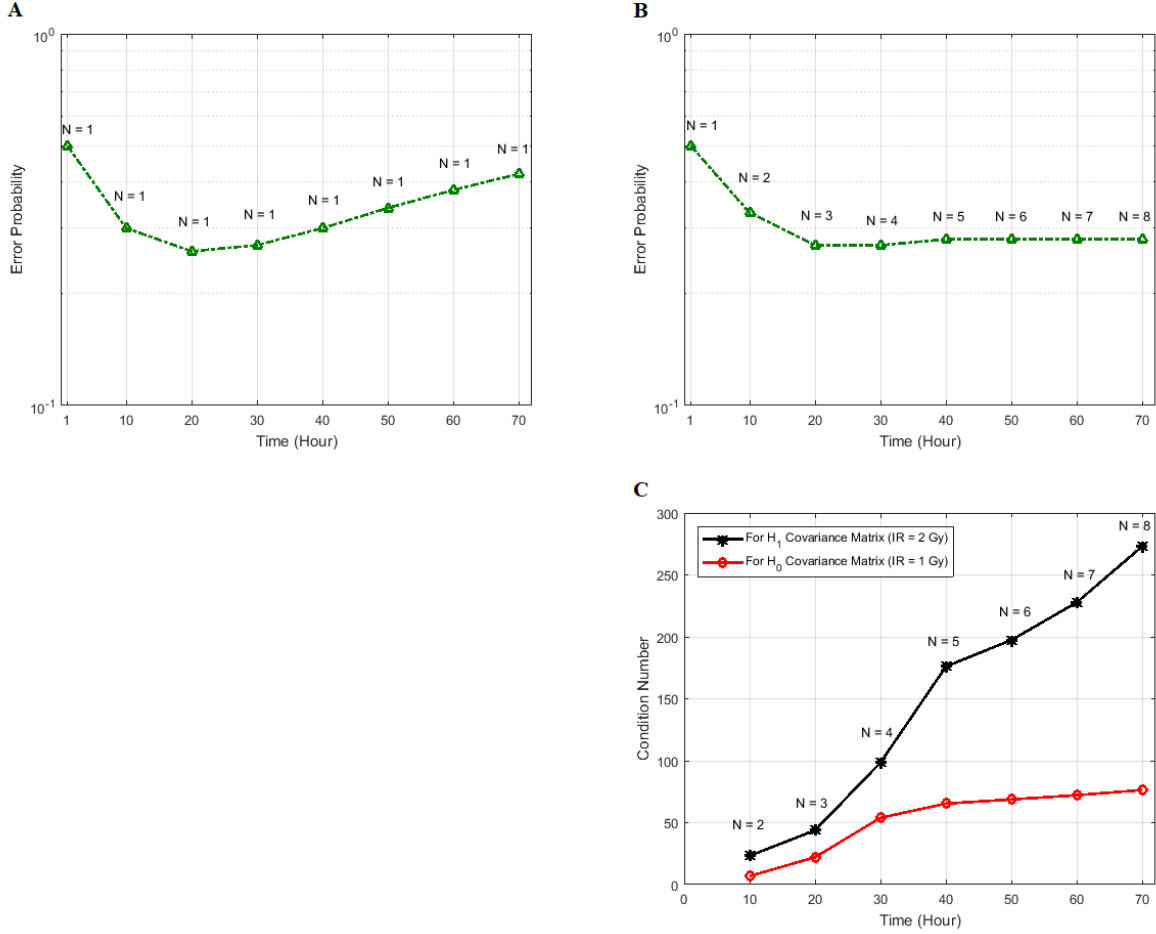 A
10^0
N = 1
N = 1
N = 1
N = 1
N = 1
N = 1
N = 1
N = 1
Error Probability
10^-1
1 10 20 30 40 50 60 70
Time (Hour)
B
10^0
N = 1
N = 2
N = 3
N = 4
N = 5
N = 6
N = 7
N = 8
Error Probability
10^-1
1 10 20 30 40 50 60 70
Time (Hour)
C
For H_1 Covariance Matrix (IR = 2 Gy)
For H_0 Covariance Matrix (IR = 1 Gy)
N = 2
N = 3
N = 4
N = 5
N = 6
N = 7
N = 8
Condition Number
300
250
200
150
100
50
0
0 10 20 30 40 50 60 70
Time (Hour)